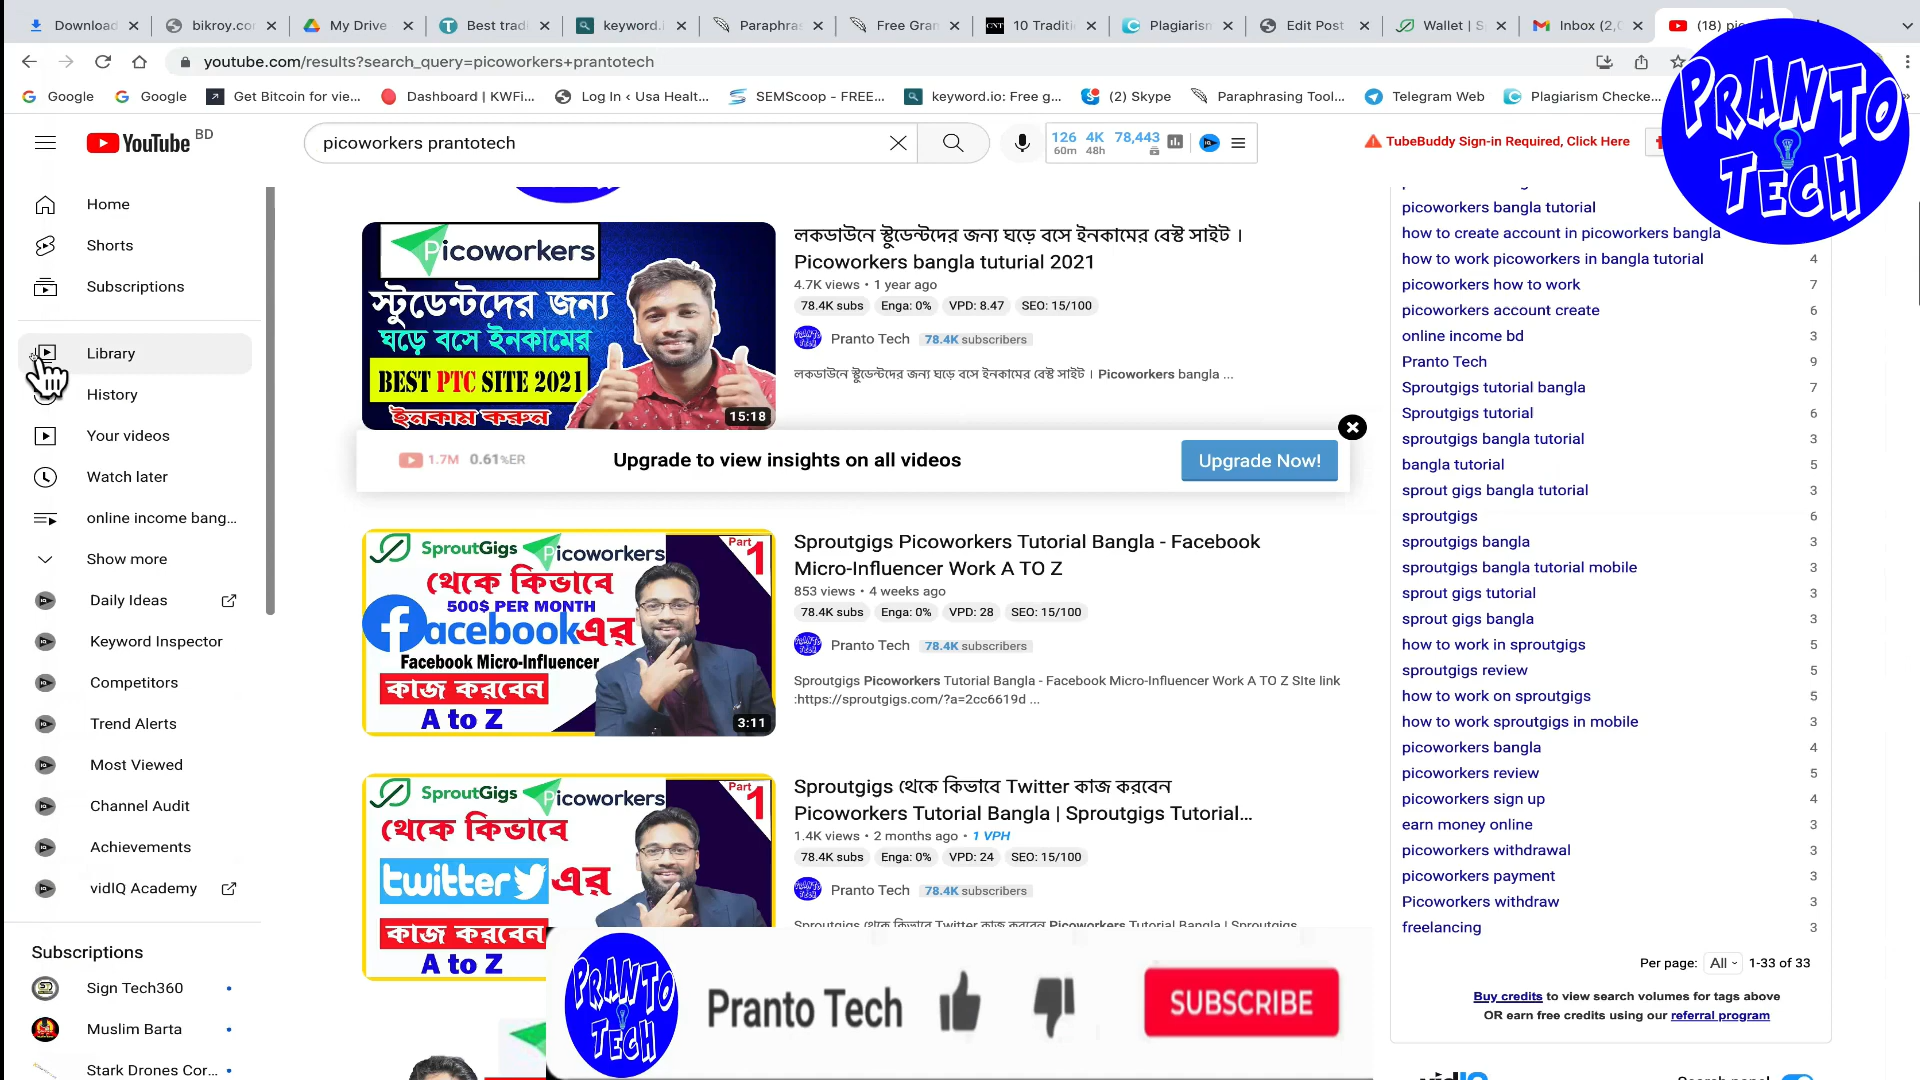 Download
bikroy.co
My Drive
Best tradi
keyword.
Paraphras
Free Gran
10 Traditi
Plagiarism
Edit Post
Wallet | S
Inbox (2,
youtube.com/results?search_query=picoworkers+prantotech
Google
Google
Get Bitcoin for vie...
Dashboard | KWFi...
Log In ‹ Usa Healt...
SEMScoop - FREE...
keyword.io: Free g...
(2) Skype
Paraphrasing Tool...
Telegram Web
Plagiarism Checke...
PRANTO
TECH
YouTube BD
picoworkers prantotech
126 4K 78,443
60m 48h
TubeBuddy Sign-in Required, Click Here
Home
Shorts
Subscriptions
Library
History
Your videos
Watch later
online income bang...
Show more
Daily Ideas
Keyword Inspector
Competitors
Trend Alerts
Most Viewed
Channel Audit
Achievements
vidIQ Academy
Subscriptions
Sign Tech360
Muslim Barta
Stark Drones Cor...
Picoworkers
স্টুডেন্টদের জন্য
ঘড়ে বসে ইনকামের
BEST PTC SITE 2021
ইনকাম করুন
15:18
লকডাউনে স্টুডেন্টদের জন্য ঘড়ে বসে ইনকামের বেস্ট সাইট ।
Picoworkers bangla tuturial 2021
4.7K views • 1 year ago
78.4K subs Enga: 0% VPD: 8.47 SEO: 15/100
Pranto Tech 78.4K subscribers
লকডাউনে স্টুডেন্টদের জন্য ঘড়ে বসে ইনকামের বেস্ট সাইট । Picoworkers bangla ...
1.7M 0.61%ER
Upgrade to view insights on all videos
Upgrade Now!
SproutGigs Picoworkers
Part 1
থেকে কিভাবে
500$ PER MONTH
facebook এর
Facebook Micro-Influencer
কাজ করবেন
A to Z
3:11
Sproutgigs Picoworkers Tutorial Bangla - Facebook
Micro-Influencer Work A TO Z
853 views • 4 weeks ago
78.4K subs Enga: 0% VPD: 28 SEO: 15/100
Pranto Tech 78.4K subscribers
Sproutgigs Picoworkers Tutorial Bangla - Facebook Micro-Influencer Work A TO Z SIte link
:https://sproutgigs.com/?a=2cc6619d ...
SproutGigs Picoworkers
Part 1
থেকে কিভাবে
twitter এর
কাজ করবেন
A to Z
Sproutgigs থেকে কিভাবে Twitter কাজ করবেন
Picoworkers Tutorial Bangla | Sproutgigs Tutorial...
1.4K views • 2 months ago • 1 VPH
78.4K subs Enga: 0% VPD: 24 SEO: 15/100
Pranto Tech 78.4K subscribers
Sproutgigs থেকে কিভাবে Twitter কাজ করবেন Picoworkers Tutorial Bangla | Sproutgigs
PRANTO
TECH
Pranto Tech
SUBSCRIBE
picoworkers bangla tutorial
how to create account in picoworkers bangla
how to work picoworkers in bangla tutorial 4
picoworkers how to work 7
picoworkers account create 6
online income bd 3
Pranto Tech 9
Sproutgigs tutorial bangla 7
Sproutgigs tutorial 6
sproutgigs bangla tutorial 3
bangla tutorial 5
sprout gigs bangla tutorial 3
sproutgigs 6
sproutgigs bangla 3
sproutgigs bangla tutorial mobile 3
sprout gigs tutorial 3
sprout gigs bangla 3
how to work in sproutgigs 5
sproutgigs review 5
how to work on sproutgigs 5
how to work sproutgigs in mobile 3
picoworkers bangla 4
picoworkers review 5
picoworkers sign up 4
earn money online 3
picoworkers withdrawal 3
picoworkers payment 3
Picoworkers withdraw 3
freelancing 3
Per page: All 1-33 of 33
Buy credits to view search volumes for tags above
OR earn free credits using our referral program